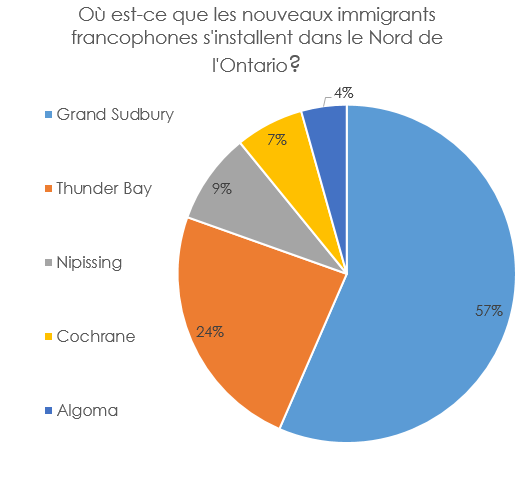 Où est-ce que les nouveaux immigrants
francophones s'installent dans le Nord de
l'Ontario?
4%
Grand Sudbury
7%
Thunder Bay
9%
Nipissing
57%
24%
Cochrane
Algoma